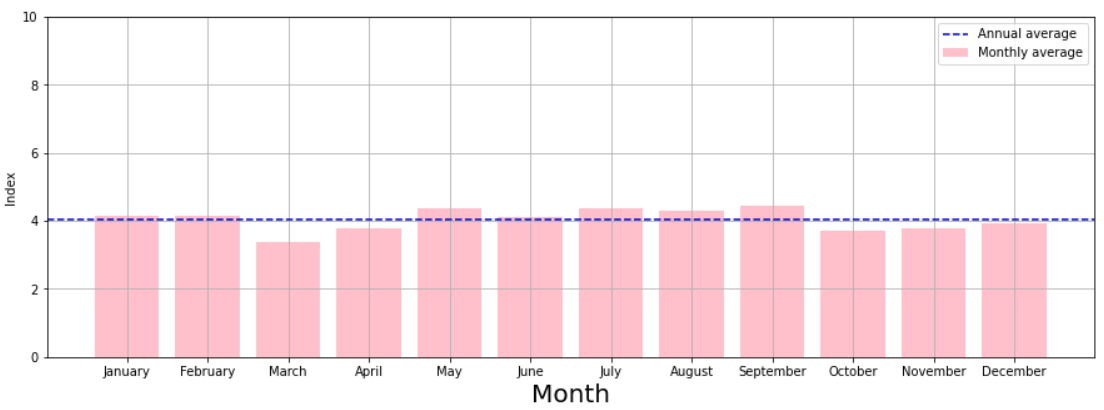 10
8
6
4
2
0
Index
Annual average
Monthly average
January February March April May June July August September October November December
Month